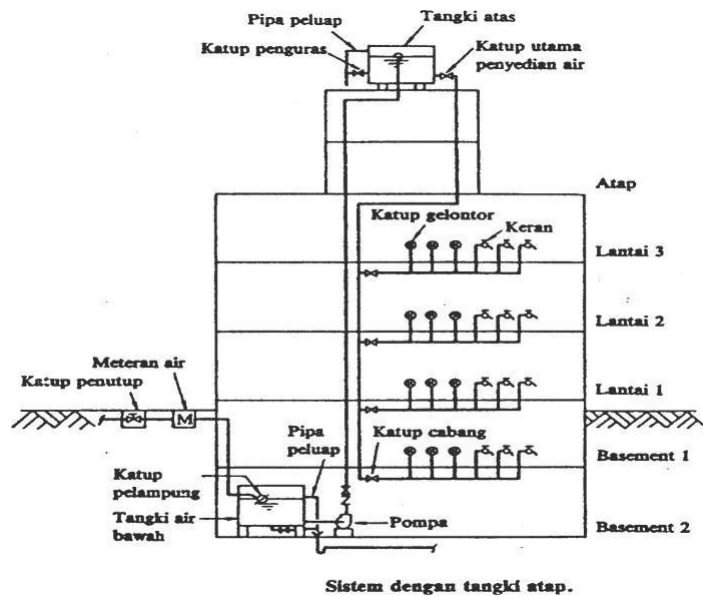 Pipa peluap
Tangki atas
Katup penguras
Katup utama
penyedian air
Atap
Katup gelontor
Keran
Lantai 3
Lantai 2
Meteran air
Katup penutup
Lantai 1
M
Pipa
peluap
Katup cabang
Basement 1
Katup
pelampung
Tangki air
bawah
Pompa
Basement 2
Sistem dengan tangki atap.